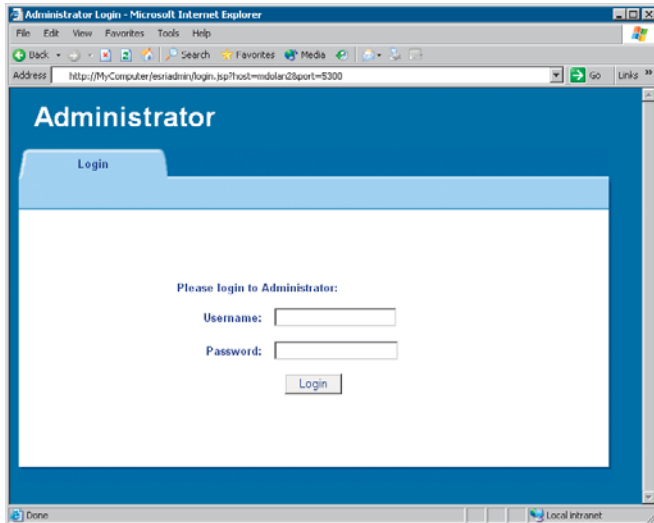 Administrator Login - Microsoft Internet Explorer
File Edit View Favorites Tools Help
Back Search Favorites Media
Address http://MyComputer/esriadmin/login.jsp?host=mdolan2&port=5300 Go Links »
Administrator
Login
Please login to Administrator:
Username:
Password:
Login
Done Local intranet